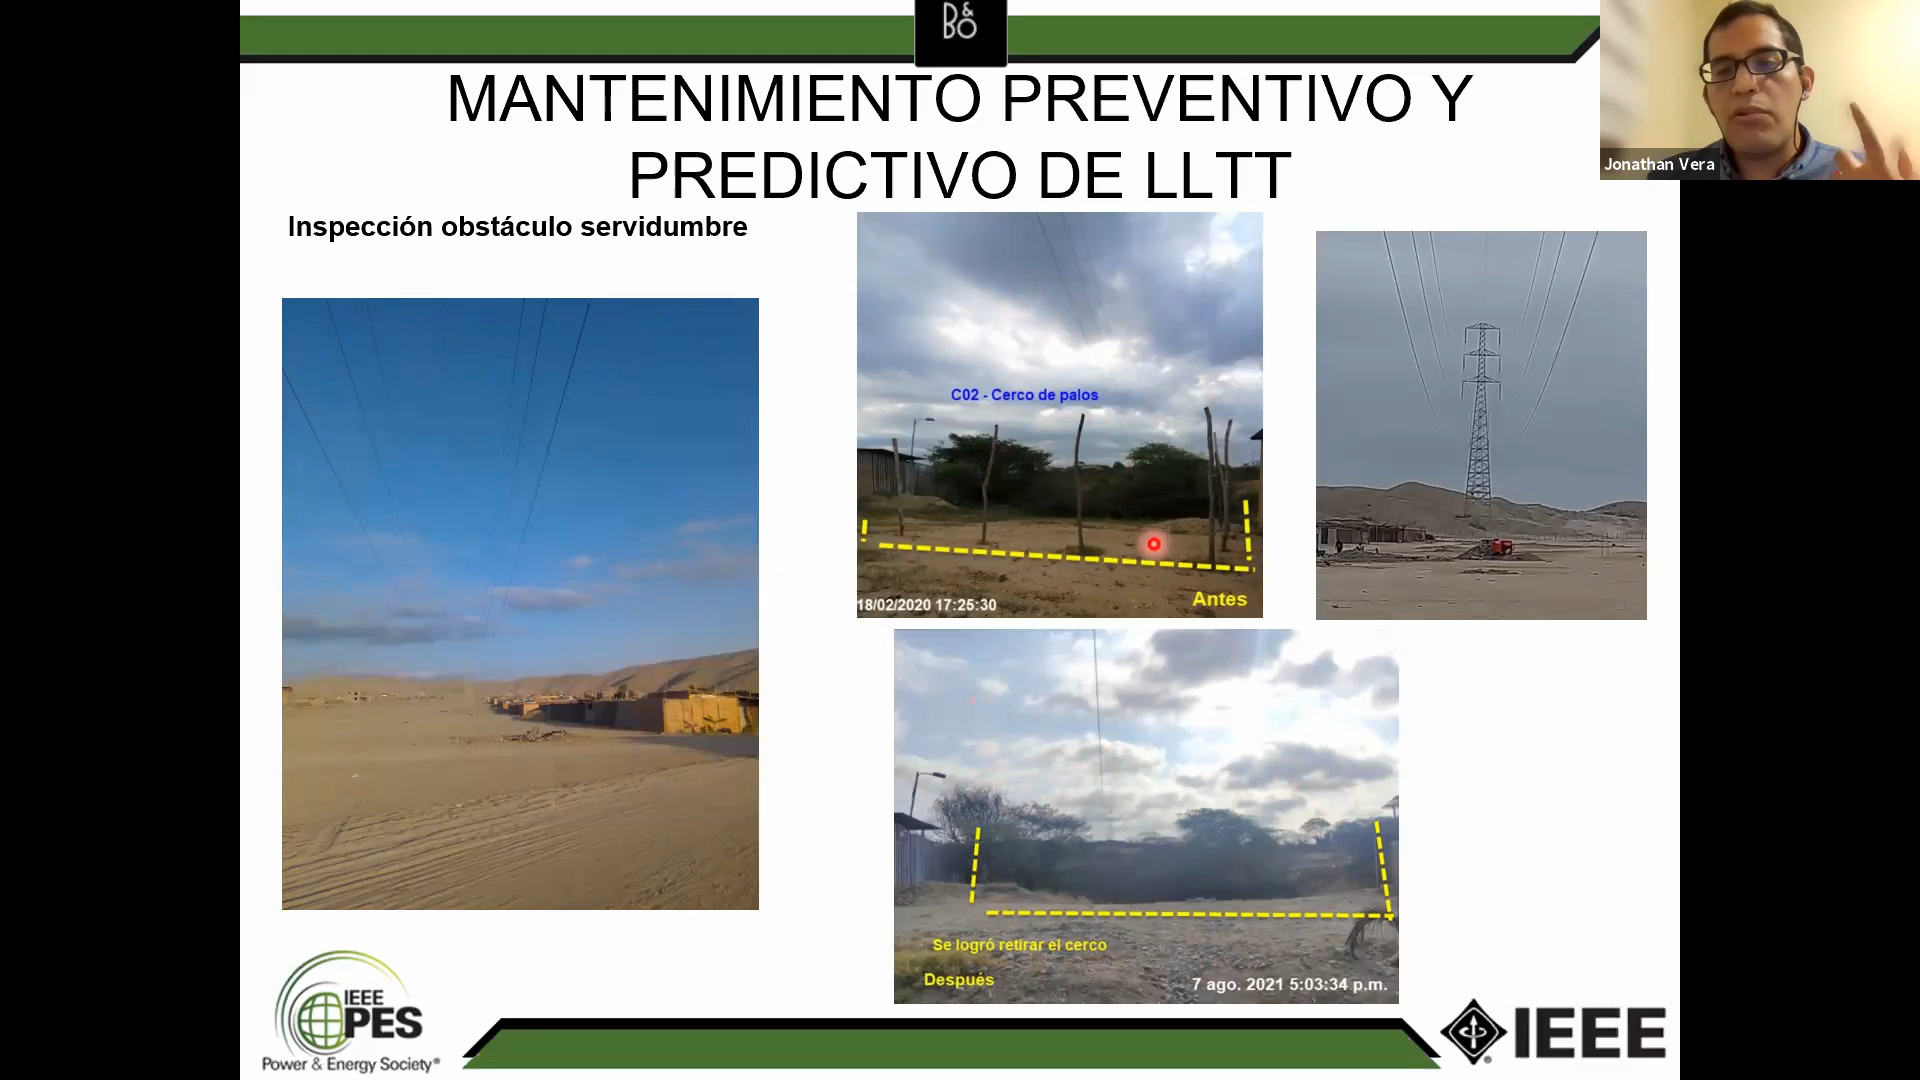 B&O
MANTENIMIENTO PREVENTIVO Y
PREDICTIVO DE LLTT
Jonathan Vera
Inspección obstáculo servidumbre
C02 - Cerco de palos
18/02/2020 17:25:30
Antes
Se logró retirar el cerco
Después
7 ago. 2021 5:03:34 p.m.
IEEE
PES
Power & Energy Society®
IEEE